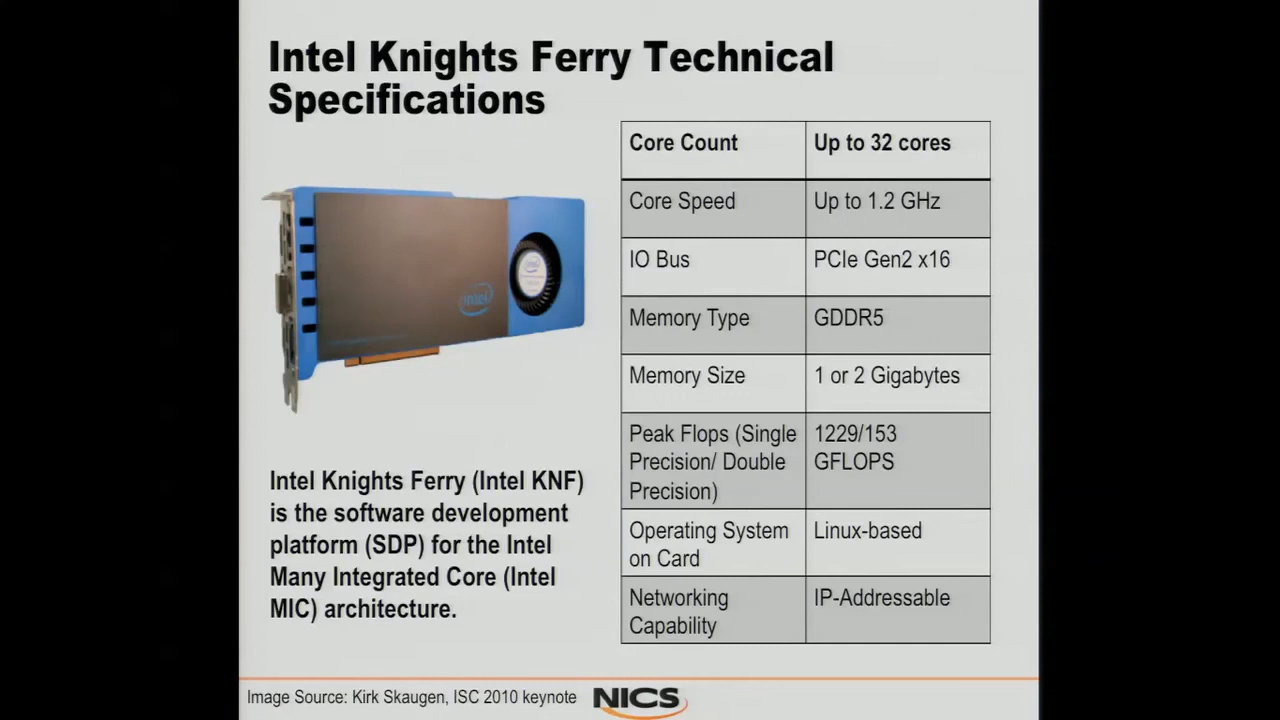 Intel Knights Ferry Technical
Specifications
Core Count Up to 32 cores
Core Speed Up to 1.2 GHz
IO Bus PCIe Gen2 x16
Memory Type GDDR5
Memory Size 1 or 2 Gigabytes
Peak Flops (Single 1229/153
Precision/ Double GFLOPS
Precision)
Operating System Linux-based
on Card
Networking IP-Addressable
Capability
intel
intel
Intel Knights Ferry (Intel KNF)
is the software development
platform (SDP) for the Intel
Many Integrated Core (Intel
MIC) architecture.
Image Source: Kirk Skaugen, ISC 2010 keynote
NICS